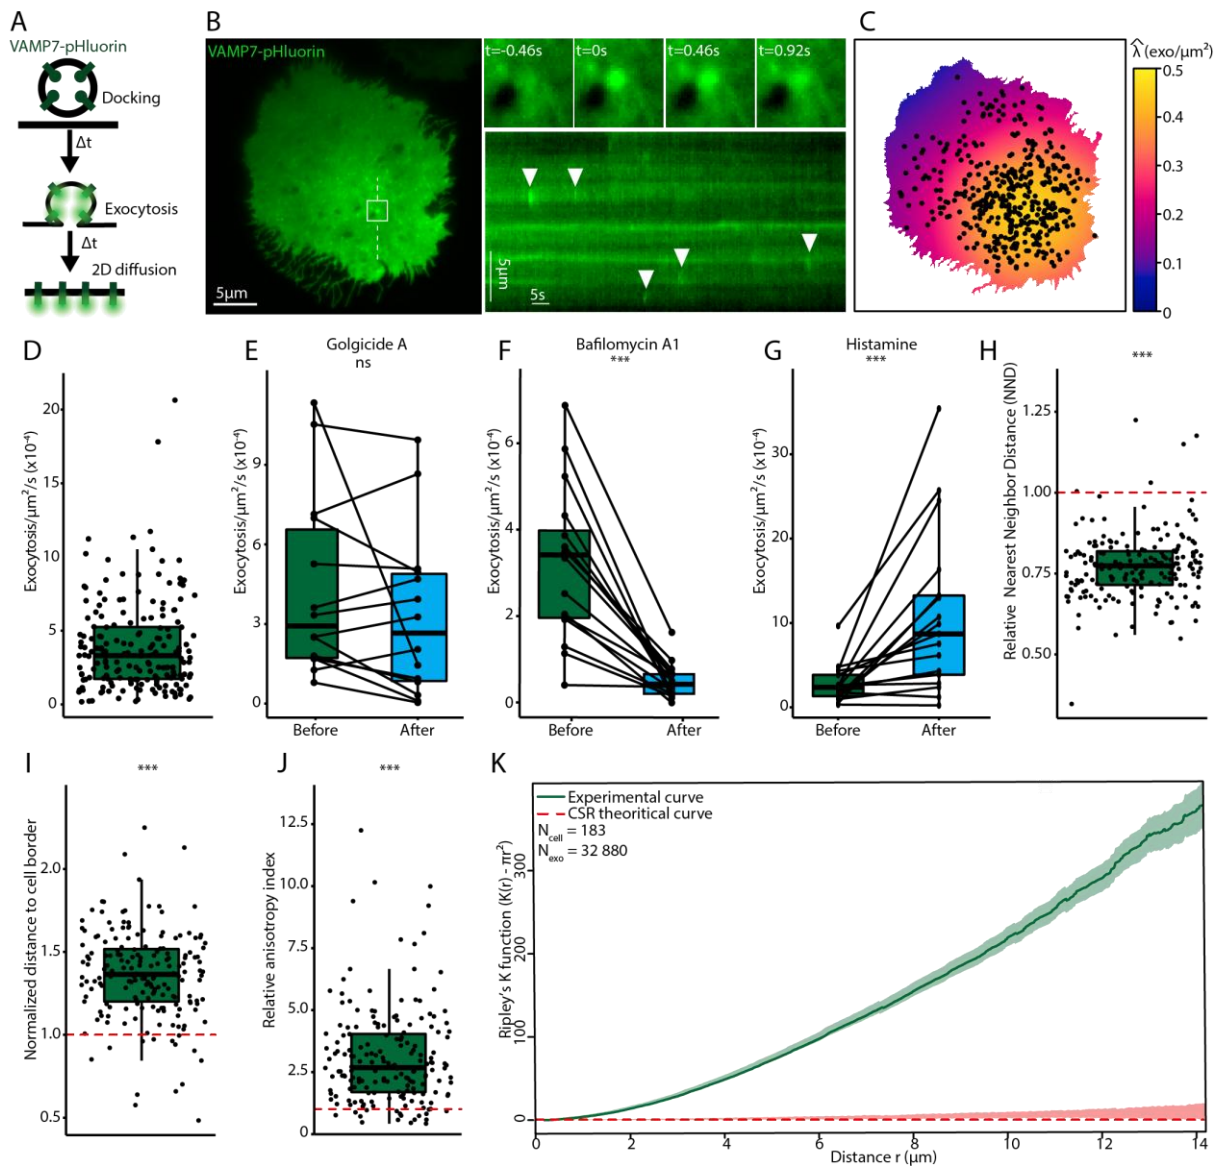 A
VAMP7-pHluorin
Docking
Δt
Exocytosis
Δt
2D diffusion
B
VAMP7-pHluorin
5μm
t=-0.46s
t=0s
t=0.46s
t=0.92s
5μm
5s
C
λ̂ (exo/μm²)
0.5
0.4
0.3
0.2
0.1
0
D
Exocytosis/μm²/s (x10⁻⁴)
20
15
10
5
0
E
Golgicide A
ns
Exocytosis/μm²/s (x10⁻⁴)
9
6
3
0
Before
After
F
Bafilomycin A1
***
Exocytosis/μm²/s (x10⁻⁴)
6
4
2
0
Before
After
G
Histamine
***
Exocytosis/μm²/s (x10⁻⁴)
30
20
10
0
Before
After
H
***
Relative Nearest Neighbor Distance (NND)
1.25
1.00
0.75
0.50
I
***
Normalized distance to cell border
2.0
1.5
1.0
0.5
J
***
Relative anisotropy index
12.5
10.0
7.5
5.0
2.5
0
K
Experimental curve
CSR theoritical curve
Ncell = 183
Nexo = 32 880
Ripley's K function (K(r) - πr²)
300
200
100
0
0
2
4
6
8
10
12
14
Distance r (μm)